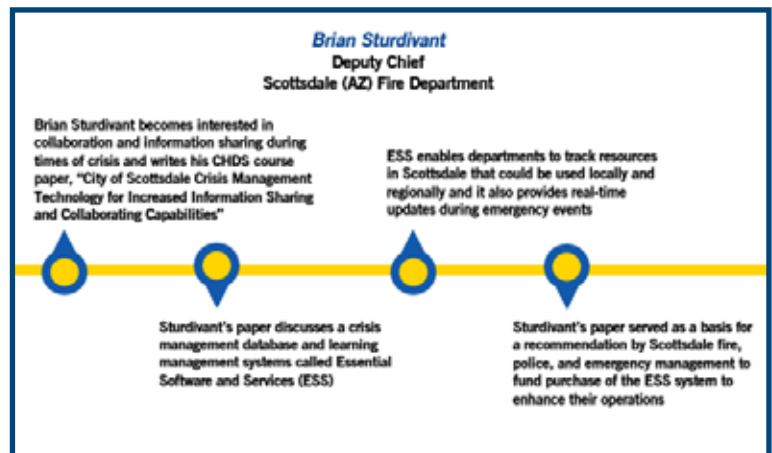 Brian Sturdivant
Deputy Chief
Scottsdale (AZ) Fire Department
Brian Sturdivant becomes interested in
collaboration and information sharing during
times of crisis and writes his CHDS course
paper, "City of Scottsdale Crisis Management
Technology for Increased Information Sharing
and Collaborating Capabilities"
Sturdivant's paper discusses a crisis
management database and learning
management systems called Essential
Software and Services (ESS)
ESS enables departments to track resources
in Scottsdale that could be used locally and
regionally and it also provides real-time
updates during emergency events
Sturdivant's paper served as a basis for
a recommendation by Scottsdale fire,
police, and emergency management to
fund purchase of the ESS system to
enhance their operations